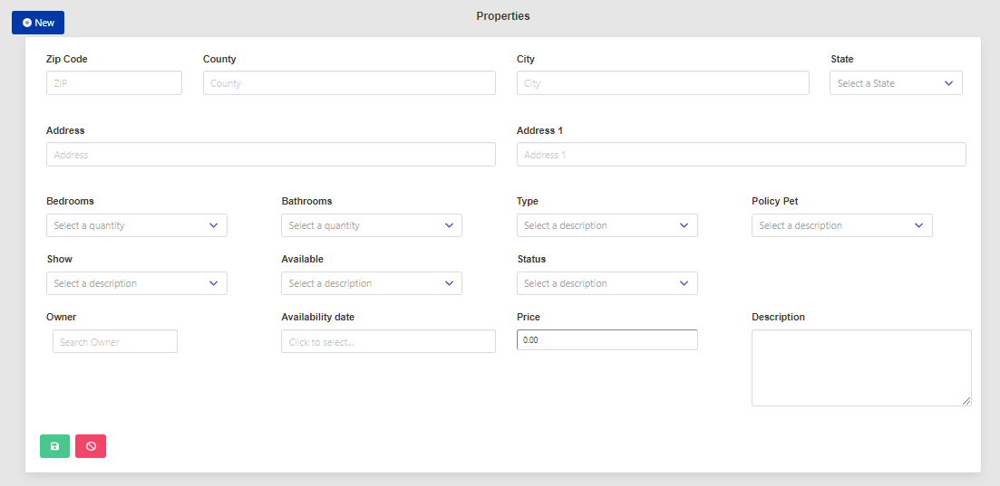 Properties
New
Zip Code County City State
ZIP County City Select a State
Address Address 1
Address Address 1
Bedrooms Bathrooms Type Policy Pet
Select a quantity Select a quantity Select a description Select a description
Show Available Status
Select a description Select a description Select a description
Owner Availability date Price Description
Search Owner Click to select... 0.00